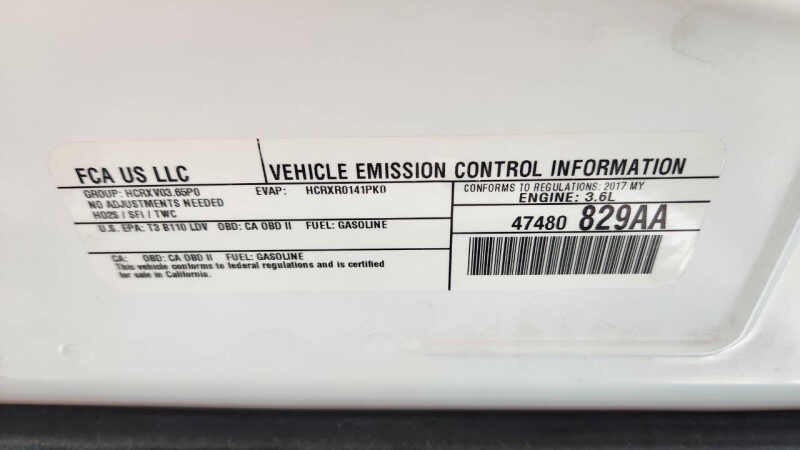 FCA US LLC
VEHICLE EMISSION CONTROL INFORMATION
GROUP: HCRXV03.65P0 EVAP: HCRXR0141PK0
NO ADJUSTMENTS NEEDED
HO2S / SFI / TWC
CONFORMS TO REGULATIONS: 2017 MY
ENGINE: 3.6L
U.S. EPA: T3 B110 LDV OBD: CA OBD II FUEL: GASOLINE
47480 829AA
CA: OBD: CA OBD II FUEL: GASOLINE
This vehicle conforms to federal regulations and is certified
for sale in California.